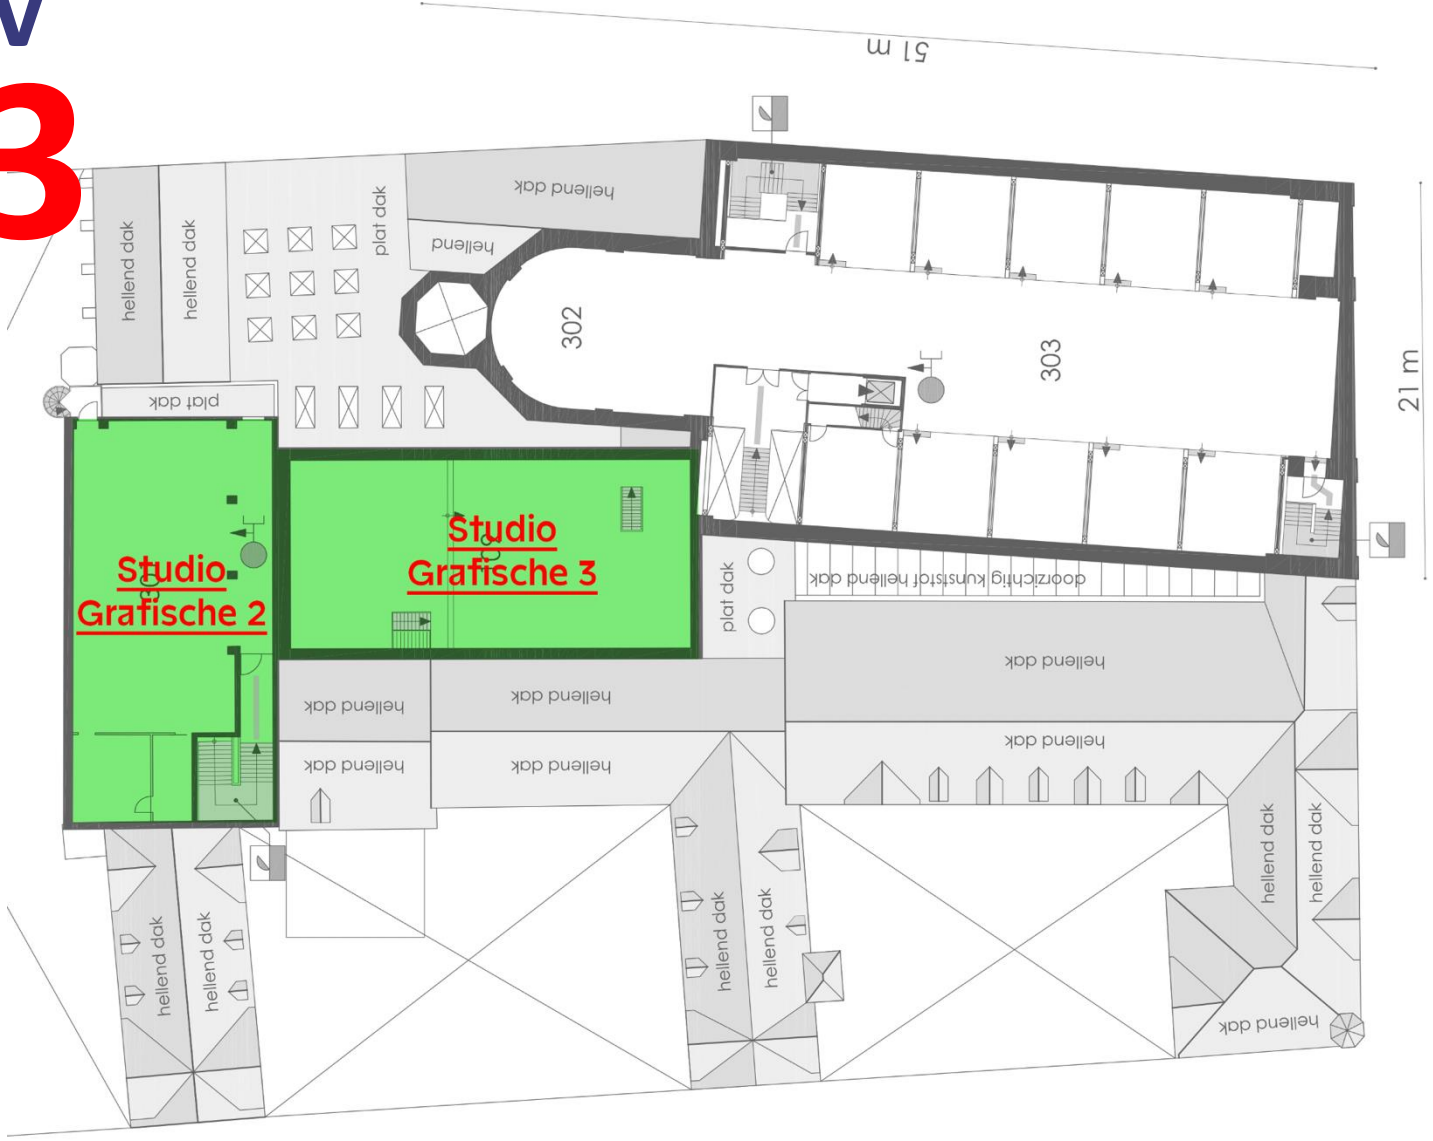 V
3
51 m
hellend dak
hellend dak
hellend dak
plat dak
hellend
plat dak
302
303
21 m
Studio
Grafische 2
Studio
Grafische 3
plat dak
doorzichtig kunststof hellend dak
hellend dak
hellend dak
hellend dak
hellend dak
hellend dak
hellend dak
hellend dak
hellend dak
hellend dak
hellend dak
hellend dak
hellend dak
hellend dak